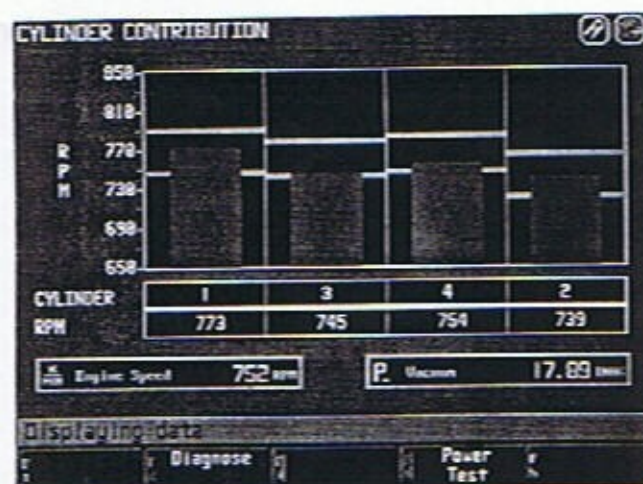 CYLINDER CONTRIBUTION
850
810
R P M
770
730
690
650
CYLINDER 1 3 4 2
RPM 773 745 754 739
Engine Speed 752 RPM
P Vacuum 17.89 INHG
Displaying data
Diagnose
Power Test